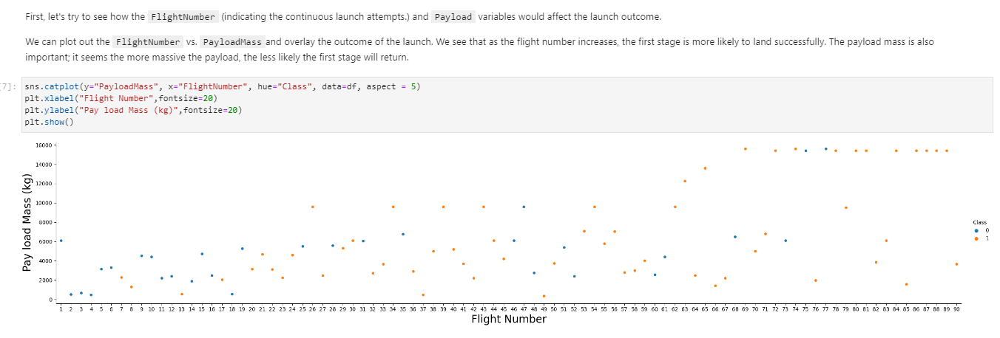 First, let's try to see how the FlightNumber (indicating the continuous launch attempts.) and Payload variables would affect the launch outcome.
We can plot out the FlightNumber vs. PayloadMass and overlay the outcome of the launch. We see that as the flight number increases, the first stage is more likely to land successfully. The payload mass is also
important; it seems the more massive the payload, the less likely the first stage will return.
[7]:
sns.catplot(y="PayloadMass", x="FlightNumber", hue="Class", data=df, aspect = 5)
plt.xlabel("Flight Number",fontsize=20)
plt.ylabel("Pay load Mass (kg)",fontsize=20)
plt.show()
Pay load Mass (kg)
16000
14000
12000
10000
8000
6000
4000
2000
0
Class
0
1
1 2 3 4 5 6 7 8 9 10 11 12 13 14 15 16 17 18 19 20 21 22 23 24 25 26 27 28 29 30 31 32 33 34 35 36 37 38 39 40 41 42 43 44 45 46 47 48 49 50 51 52 53 54 55 56 57 58 59 60 61 62 63 64 65 66 67 68 69 70 71 72 73 74 75 76 77 78 79 80 81 82 83 84 85 86 87 88 89 90
Flight Number